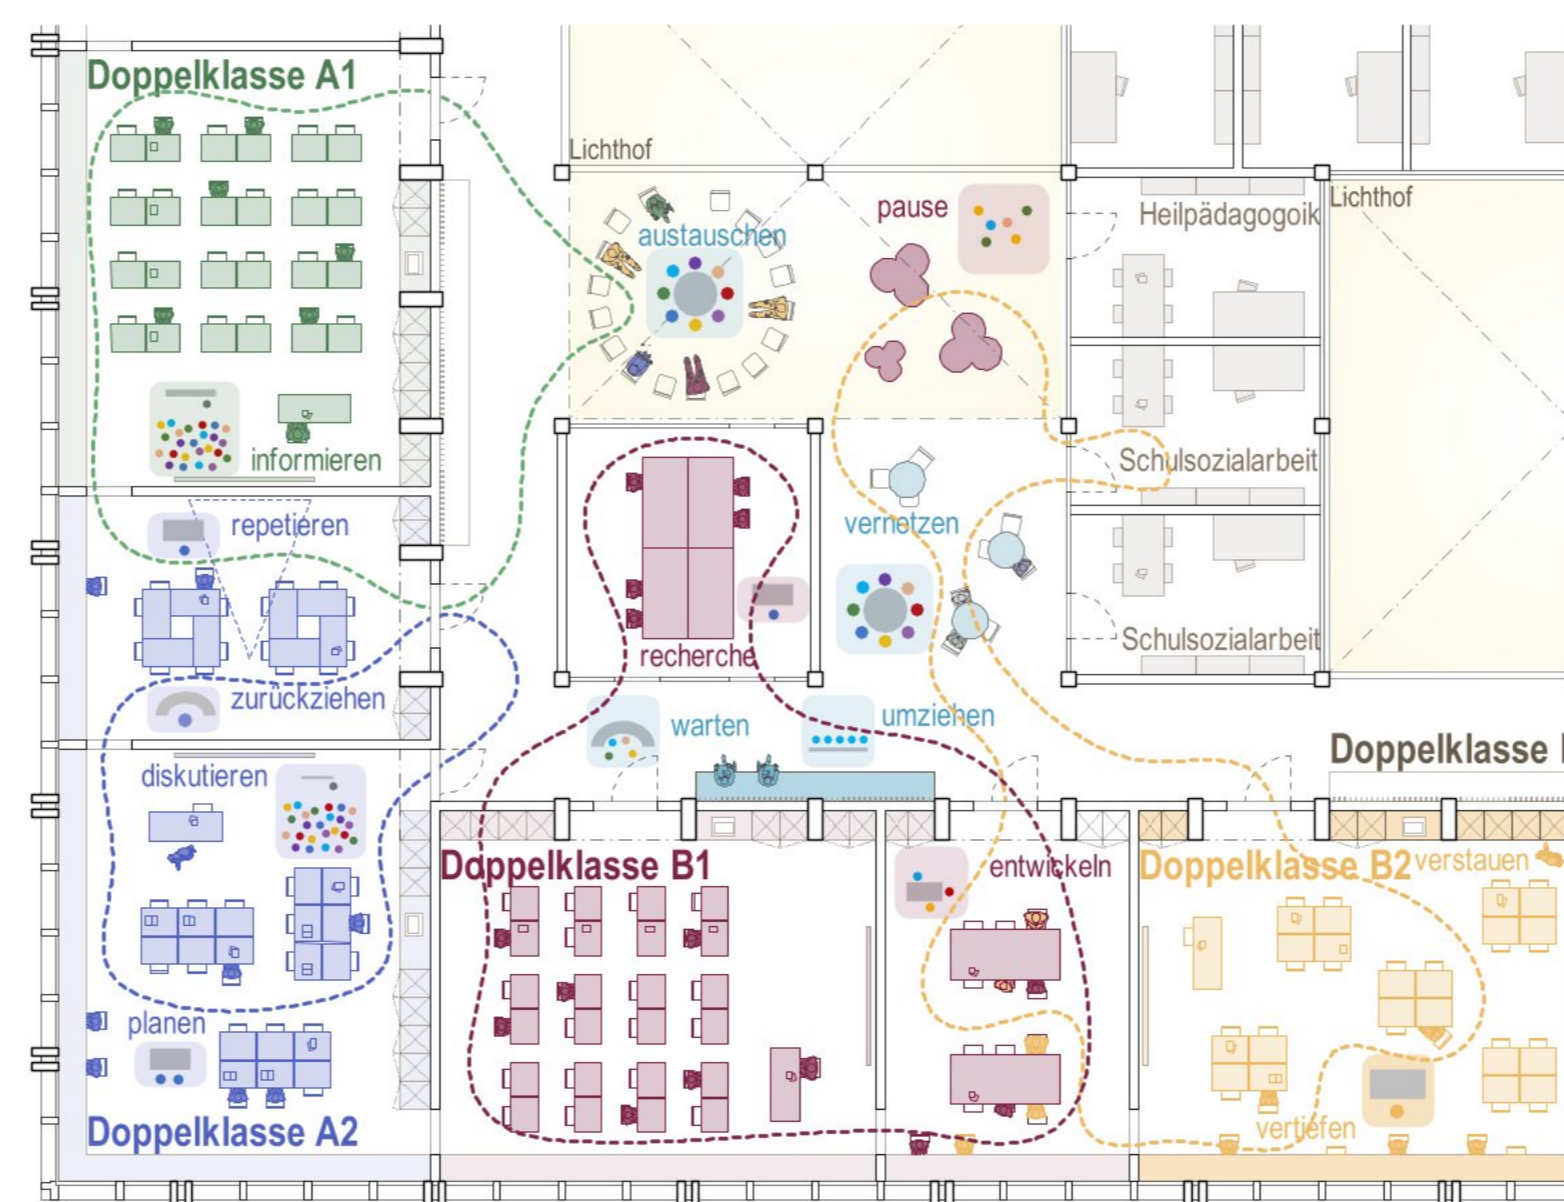 Doppelklasse A1
Lichthof
pause
Heilpädagogoik
Lichthof
austauschen
informieren
Schulsozialarbeit
repetieren
vernetzen
recherche
Schulsozialarbeit
zurückziehen
warten
umziehen
Doppelklasse
diskutieren
Doppelklasse B1
entwickeln
Doppelklasse B2
verstauen
planen
Doppelklasse A2
vertiefen